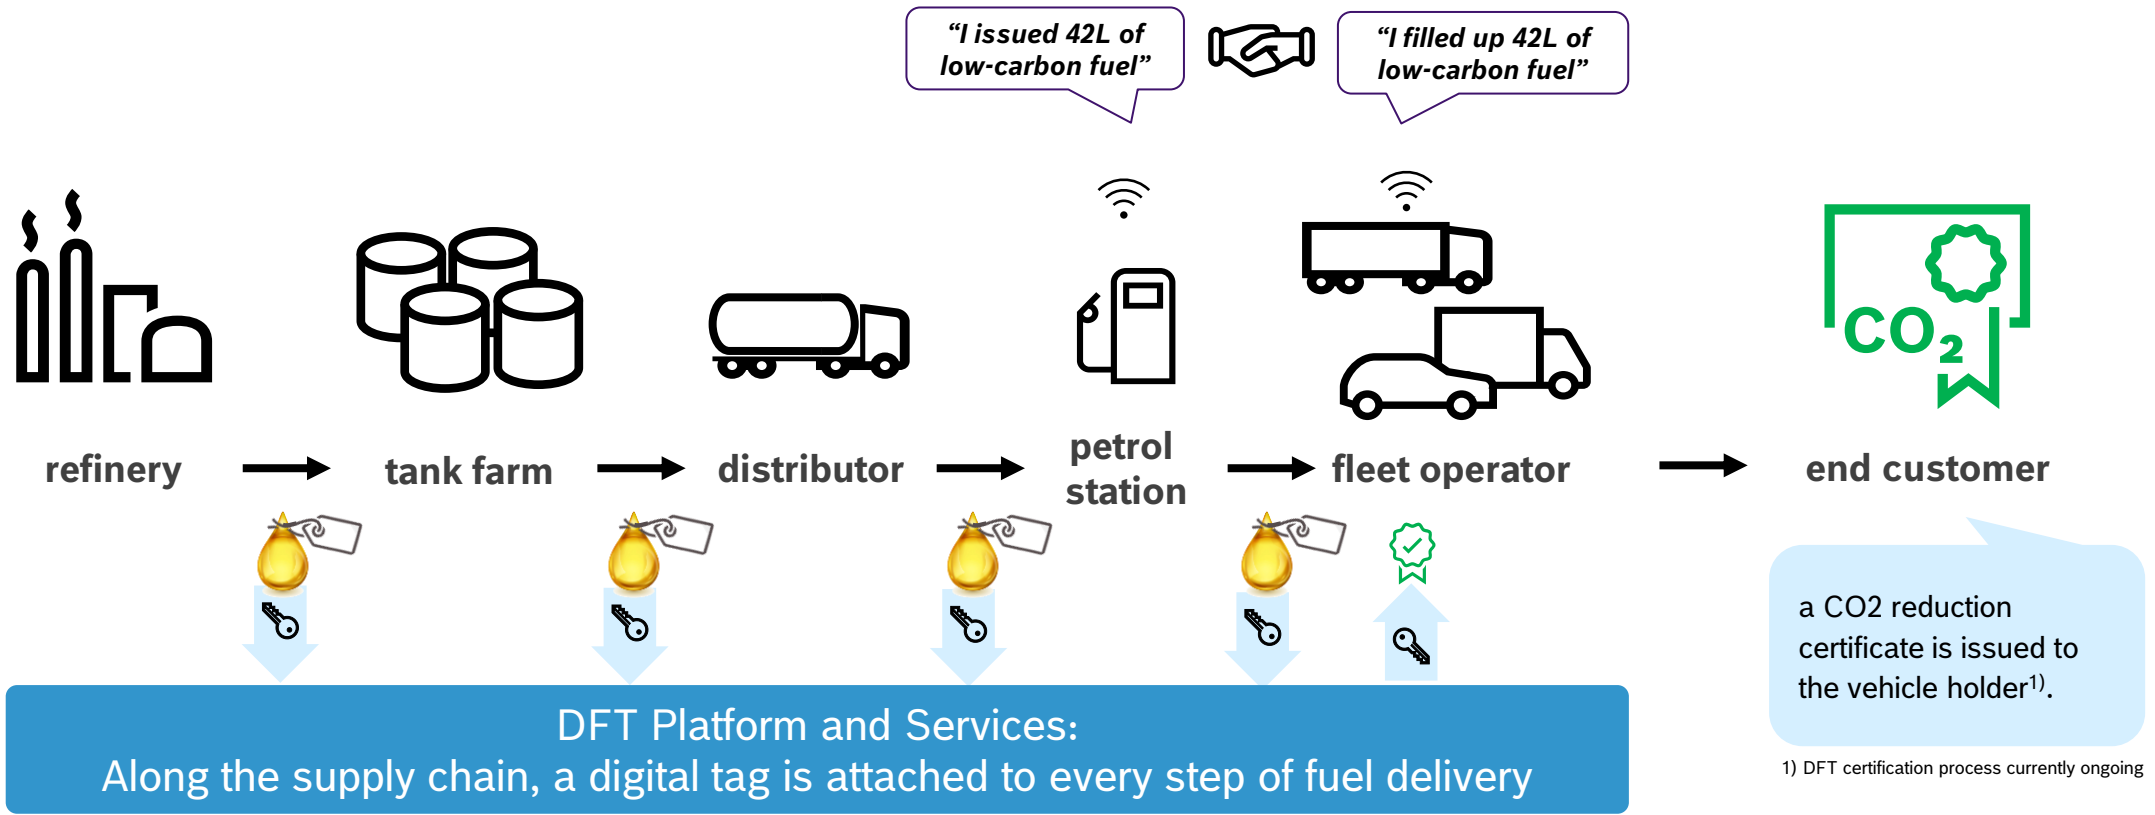 “I issued 42L of
low-carbon fuel”
“I filled up 42L of
low-carbon fuel”
CO₂
refinery
tank farm
distributor
petrol
station
fleet operator
end customer
a CO2 reduction
certificate is issued to
the vehicle holder¹⁾.
DFT Platform and Services:
Along the supply chain, a digital tag is attached to every step of fuel delivery
1) DFT certification process currently ongoing